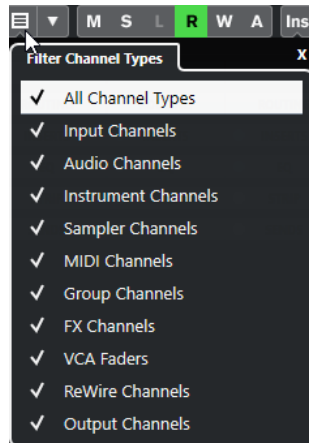 M S L R W A Ins
Filter Channel Types X
All Channel Types
Input Channels
Audio Channels
Instrument Channels
Sampler Channels
MIDI Channels
Group Channels
FX Channels
VCA Faders
ReWire Channels
Output Channels